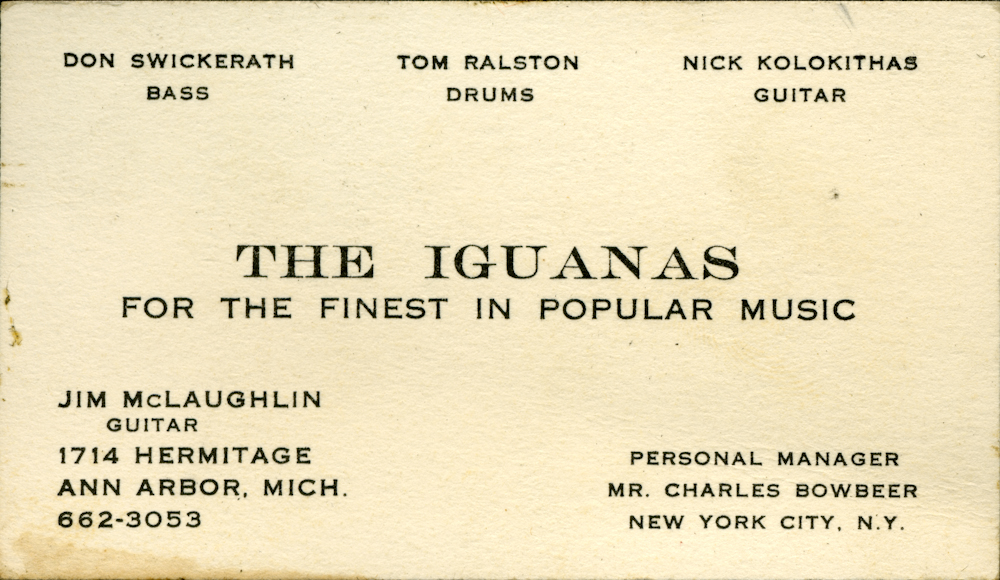 DON SWICKERATH
BASS
TOM RALSTON
DRUMS
NICK KOLOKITHAS
GUITAR
THE IGUANAS
FOR THE FINEST IN POPULAR MUSIC
JIM McLAUGHLIN
GUITAR
1714 HERMITAGE
ANN ARBOR, MICH.
662-3053
PERSONAL MANAGER
MR. CHARLES BOWBEER
NEW YORK CITY, N.Y.